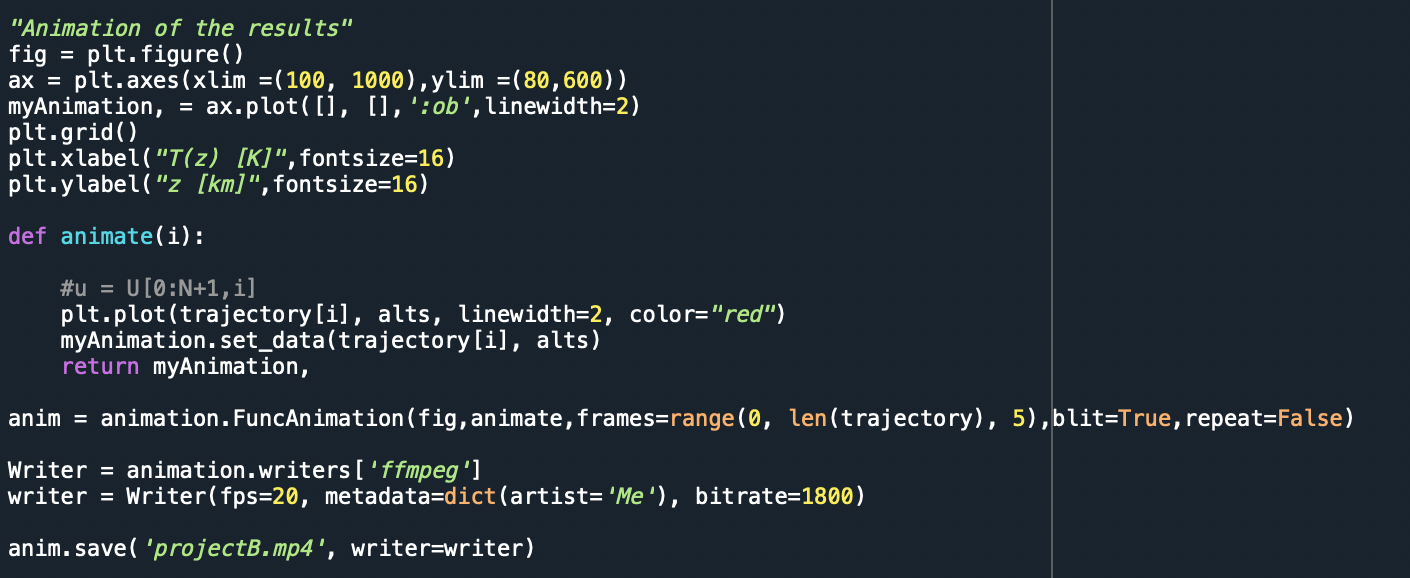 "Animation of the results"
fig = plt.figure()
ax = plt.axes(xlim =(100, 1000),ylim =(80,600))
myAnimation, = ax.plot([], [],':ob',linewidth=2)
plt.grid()
plt.xlabel("T(z) [K]",fontsize=16)
plt.ylabel("z [km]",fontsize=16)

def animate(i):

    #u = U[0:N+1,i]
    plt.plot(trajectory[i], alts, linewidth=2, color="red")
    myAnimation.set_data(trajectory[i], alts)
    return myAnimation,

anim = animation.FuncAnimation(fig,animate,frames=range(0, len(trajectory), 5),blit=True,repeat=False)

Writer = animation.writers['ffmpeg']
writer = Writer(fps=20, metadata=dict(artist='Me'), bitrate=1800)

anim.save('projectB.mp4', writer=writer)